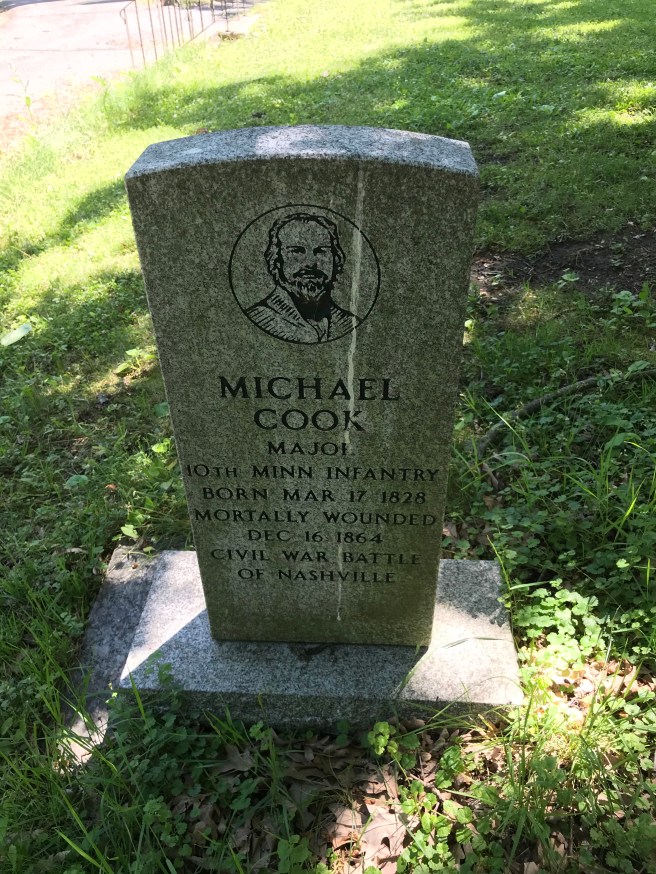 MICHAEL
COOK
MAJOR
10TH MINN INFANTRY
BORN MAR 17 1828
MORTALLY WOUNDED
DEC 16 1864
CIVIL WAR BATTLE
OF NASHVILLE